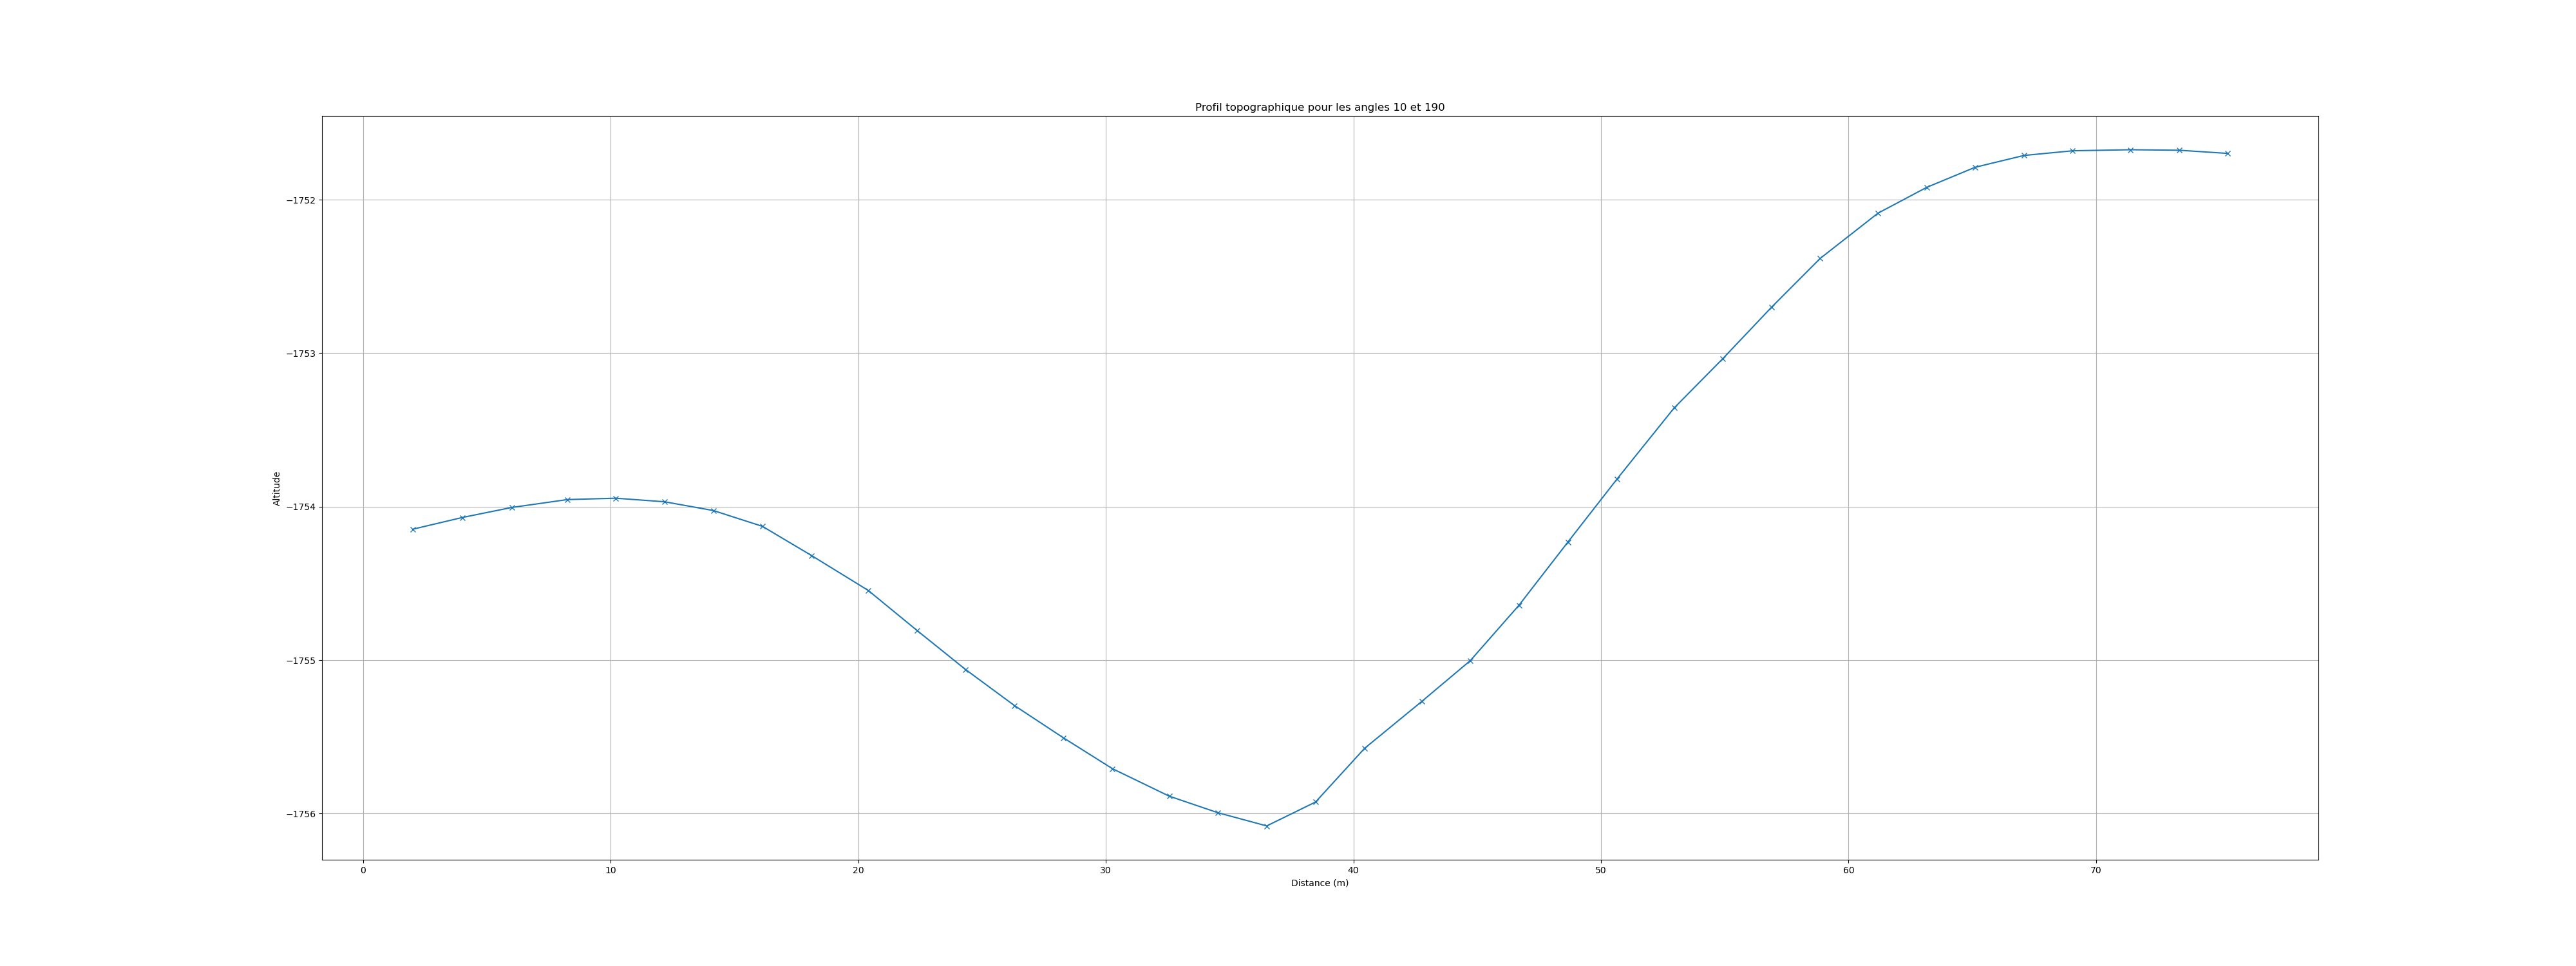 Profil topographique pour les angles 10 et 190
Altitude
−1752
−1753
−1754
−1755
−1756
0 10 20 30 40 50 60 70
Distance (m)